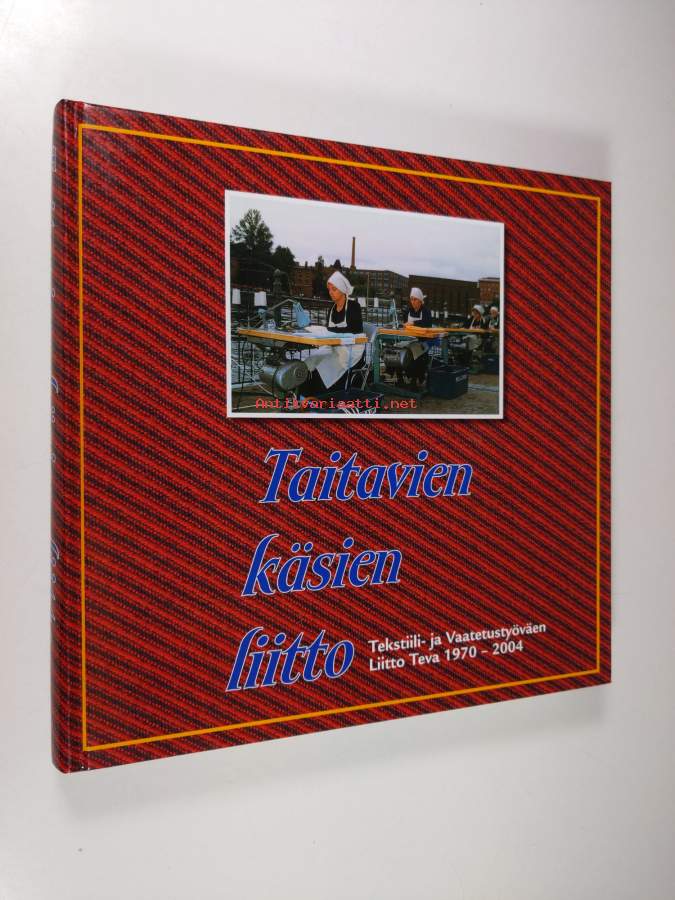 Antikvariaatti.net
Taitavien
käsien
liitto
Tekstiili- ja Vaatetustyöväen
Liitto Teva 1970 – 2004